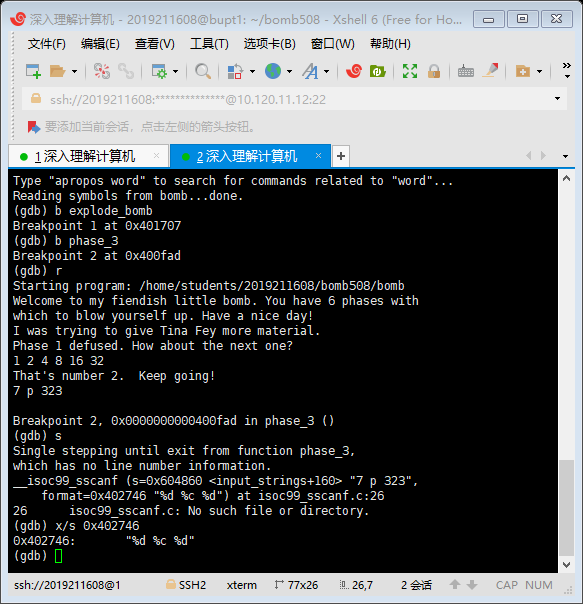 深入理解计算机 - 2019211608@bupt1: ~/bomb508 - Xshell 6 (Free for Ho...
文件(F) 编辑(E) 查看(V) 工具(T) 选项卡(B) 窗口(W) 帮助(H)
ssh://2019211608:**************@10.120.11.12:22
要添加当前会话，点击左侧的箭头按钮。
1 深入理解计算机 × 2 深入理解计算机 × +
Type "apropos word" to search for commands related to "word"...
Reading symbols from bomb...done.
(gdb) b explode_bomb
Breakpoint 1 at 0x401707
(gdb) b phase_3
Breakpoint 2 at 0x400fad
(gdb) r
Starting program: /home/students/2019211608/bomb508/bomb
Welcome to my fiendish little bomb. You have 6 phases with
which to blow yourself up. Have a nice day!
I was trying to give Tina Fey more material.
Phase 1 defused. How about the next one?
1 2 4 8 16 32
That's number 2.  Keep going!
7 p 323
Breakpoint 2, 0x0000000000400fad in phase_3 ()
(gdb) s
Single stepping until exit from function phase_3,
which has no line number information.
__isoc99_sscanf (s=0x604860 <input_strings+160> "7 p 323",
    format=0x402746 "%d %c %d") at isoc99_sscanf.c:26
26      isoc99_sscanf.c: No such file or directory.
(gdb) x/s 0x402746
0x402746:       "%d %c %d"
(gdb)
ssh://2019211608@1 SSH2 xterm 77x26 26,7 2 会话 CAP NUM